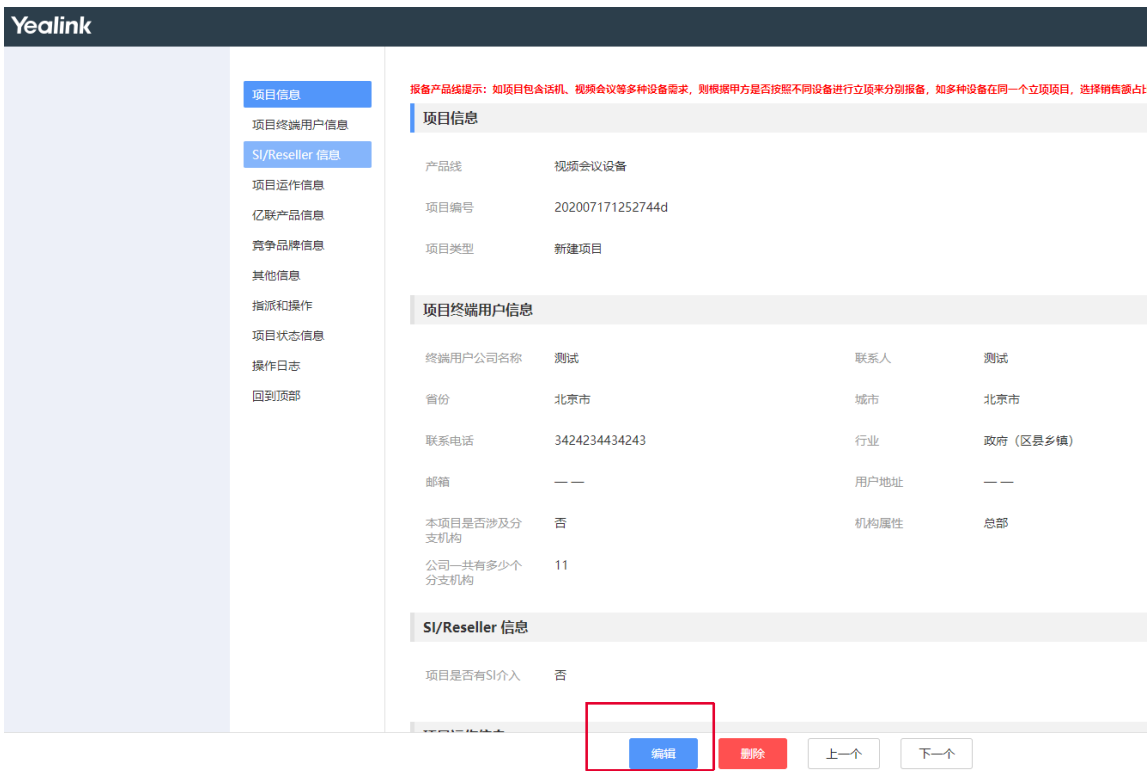 Yealink
项目信息
项目终端用户信息
SI/Reseller 信息
项目运作信息
亿联产品信息
竞争品牌信息
其他信息
指派和操作
项目状态信息
操作日志
回到顶部
报备产品线提示：如项目包含话机、视频会议等多种设备需求，则根据甲方是否按照不同设备进行立项来分别报备，如多种设备在同一个立项项目，选择销售额占比
项目信息
产品线 视频会议设备
项目编号 202007171252744d
项目类型 新建项目
项目终端用户信息
终端用户公司名称 测试 联系人 测试
省份 北京市 城市 北京市
联系电话 3424234434243 行业 政府（区县乡镇）
邮箱 — — 用户地址 — —
本项目是否涉及分 否 机构属性 总部
支机构
公司一共有多少个 11
分支机构
SI/Reseller 信息
项目是否有SI介入 否
项目运作信息
编辑 删除 上一个 下一个